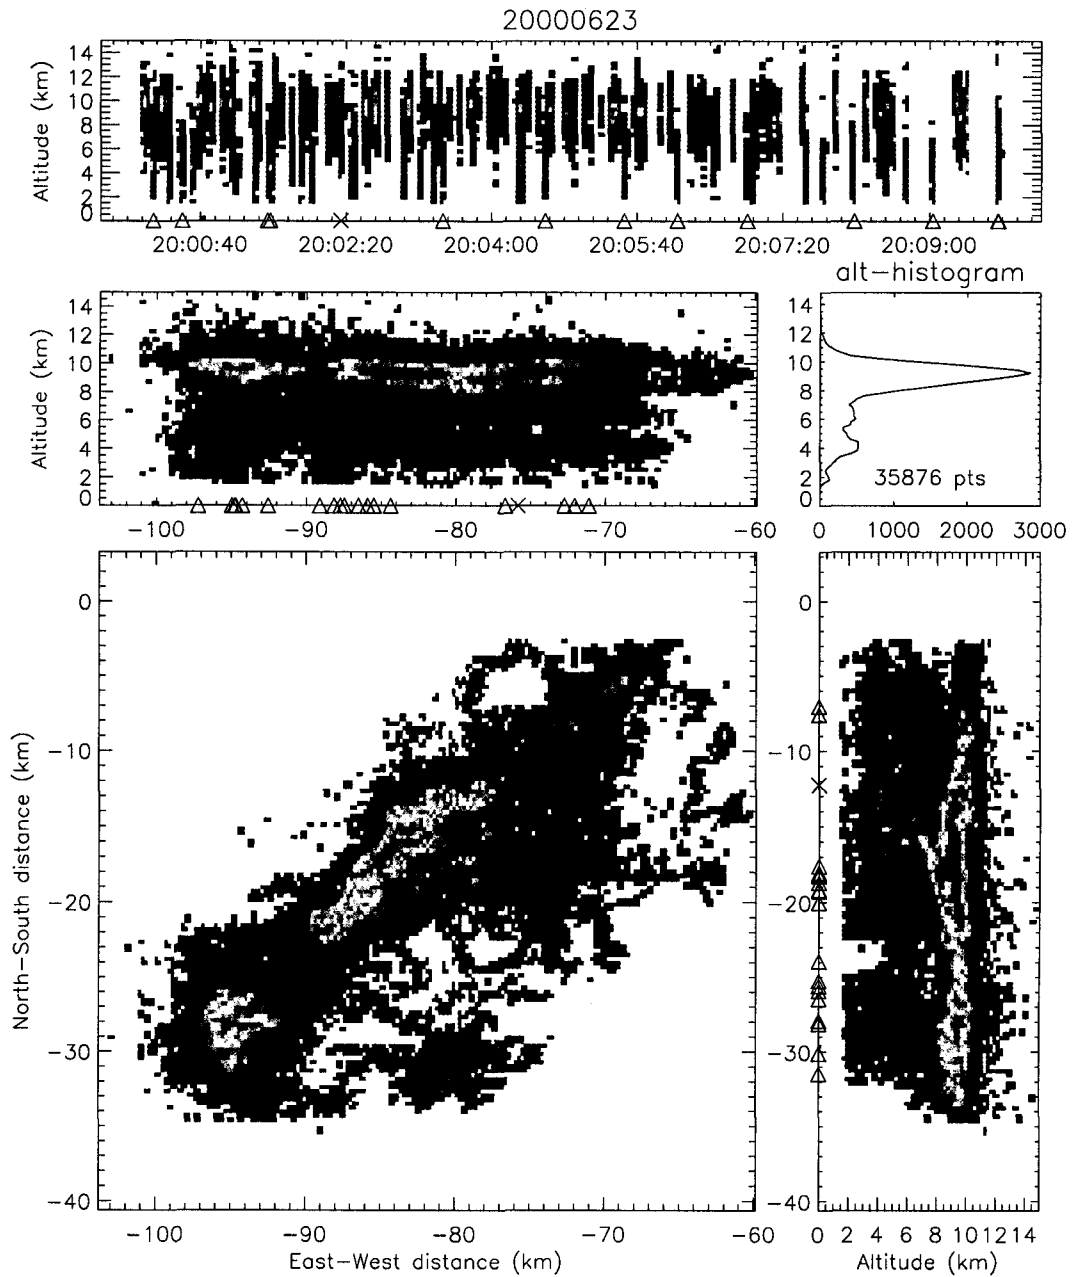 20000623
14
12
10
8
6
4
2
0
Altitude (km)
20:00:40 20:02:20 20:04:00 20:05:40 20:07:20 20:09:00
alt-histogram
14
12
10
8
6
4
2
0
Altitude (km)
-100 -90 -80 -70 -60
14
12
10
8
6
4
2
0
35876 pts
0 1000 2000 3000
0
-10
-20
-30
-40
North-South distance (km)
-100 -90 -80 -70 -60
East-West distance (km)
0
-10
-20
-30
-40
0 2 4 6 8 10 12 14
Altitude (km)